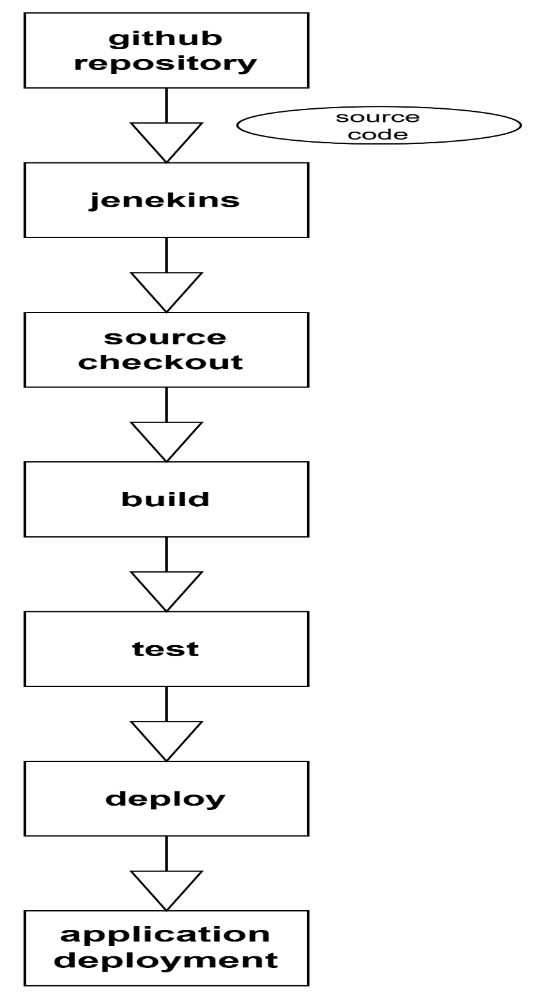 github
repository
source
code
jenekins
source
checkout
build
test
deploy
application
deployment